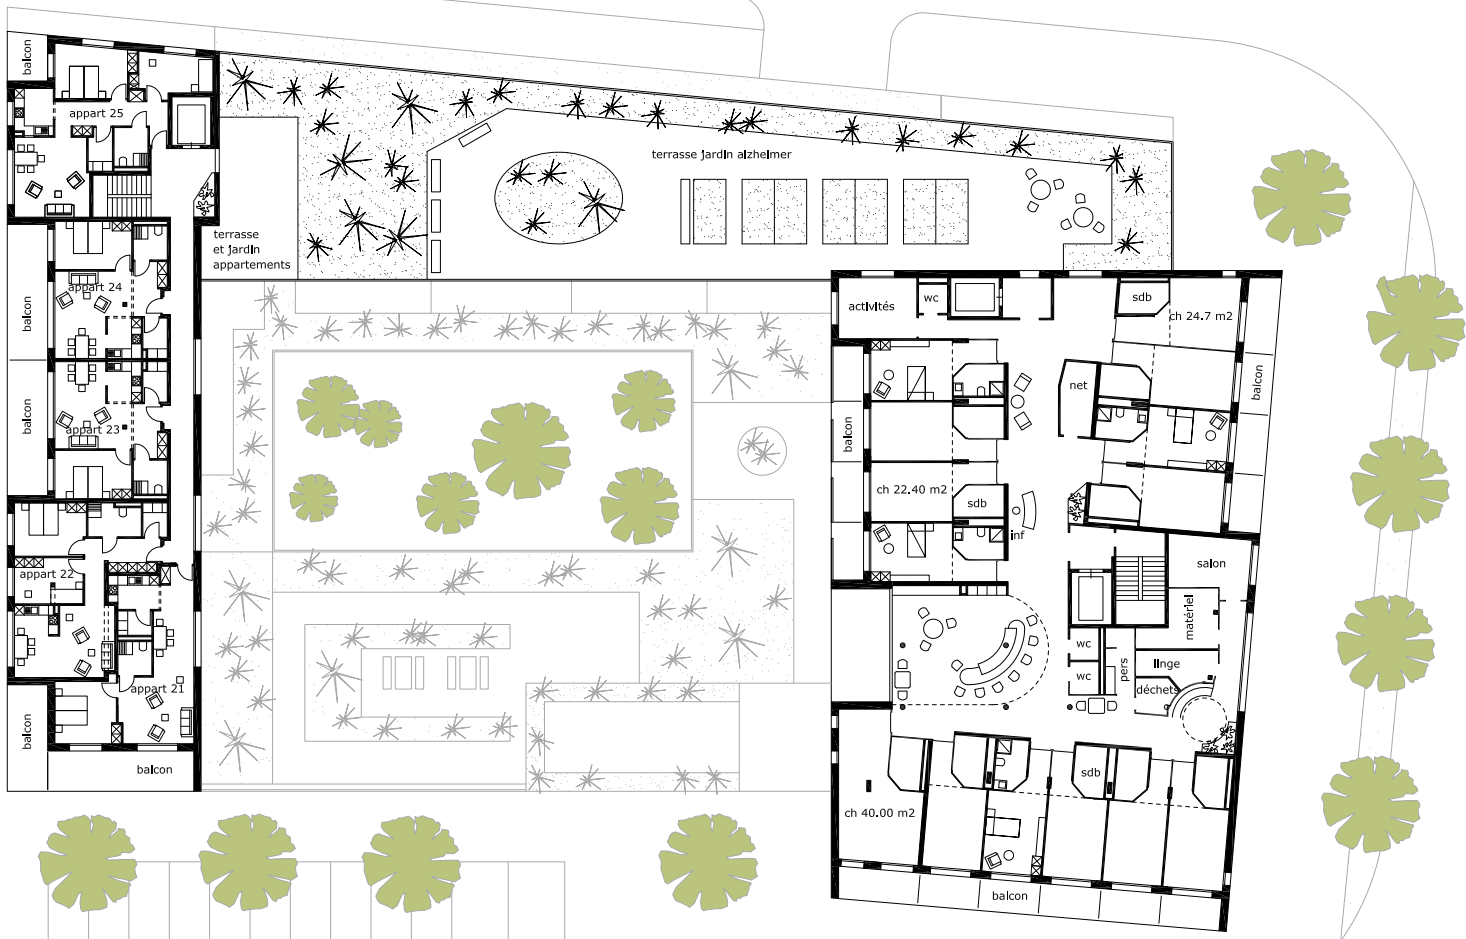 balcon
appart 25
terrasse jardin alzheimer
terrasse
et jardin
appartements
balcon
appart 24
balcon
appart 23
appart 22
appart 21
balcon
balcon
activités
wc
sdb
ch 24.7 m2
net
balcon
balcon
ch 22.40 m2
sdb
inf
salon
matériel
wc
wc
pers
linge
déchets
sdb
ch 40.00 m2
balcon